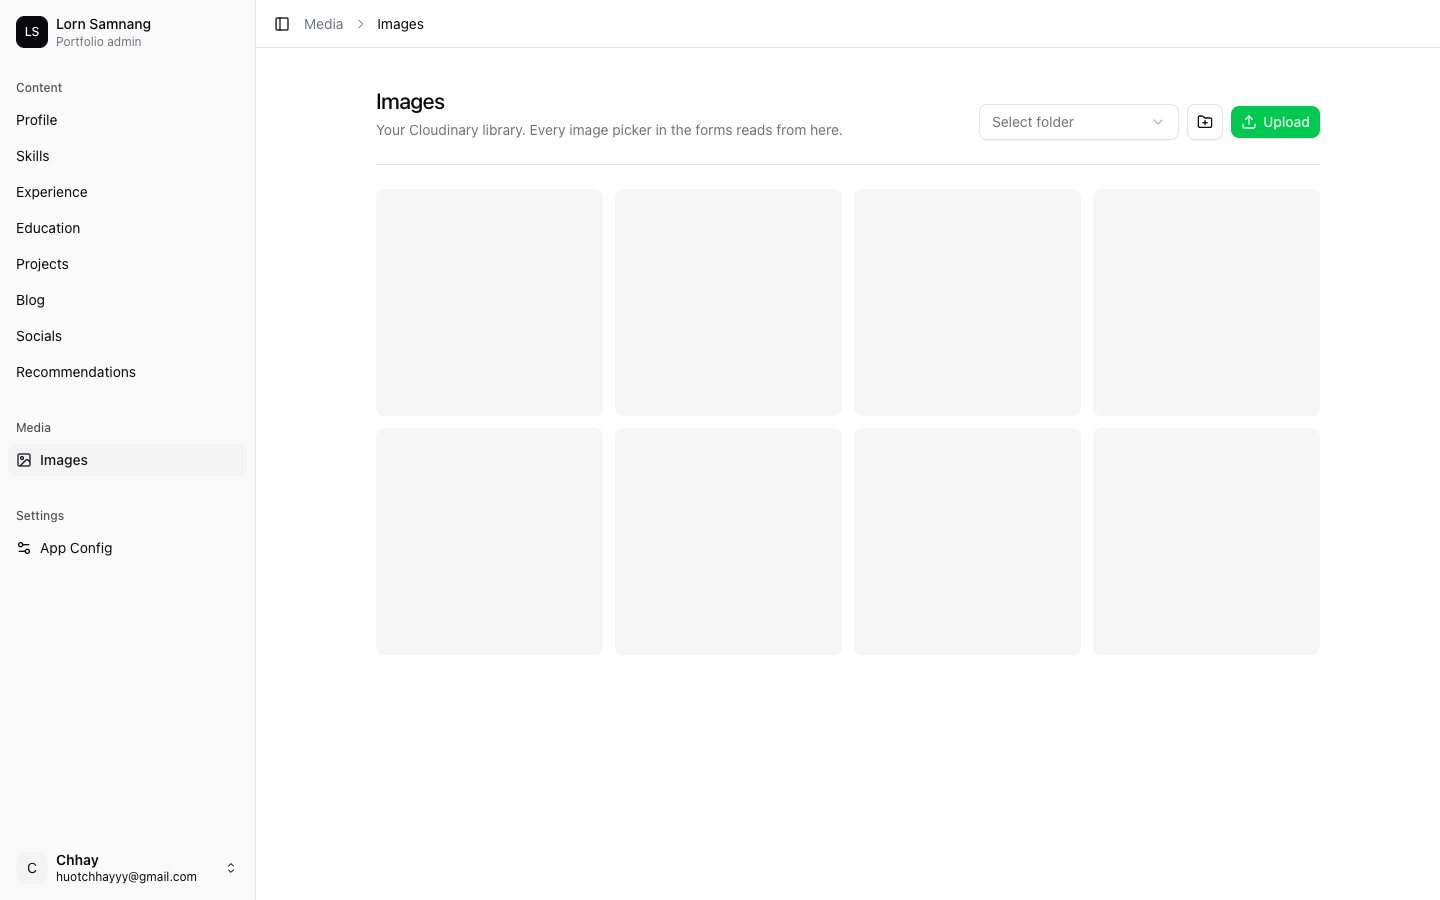 LS
Lorn Samnang
Portfolio admin
Content
Profile
Skills
Experience
Education
Projects
Blog
Socials
Recommendations
Media
Images
Settings
App Config
C
Chhay
huotchhayyy@gmail.com
Media
Images
Images
Your Cloudinary library. Every image picker in the forms reads from here.
Select folder
Upload